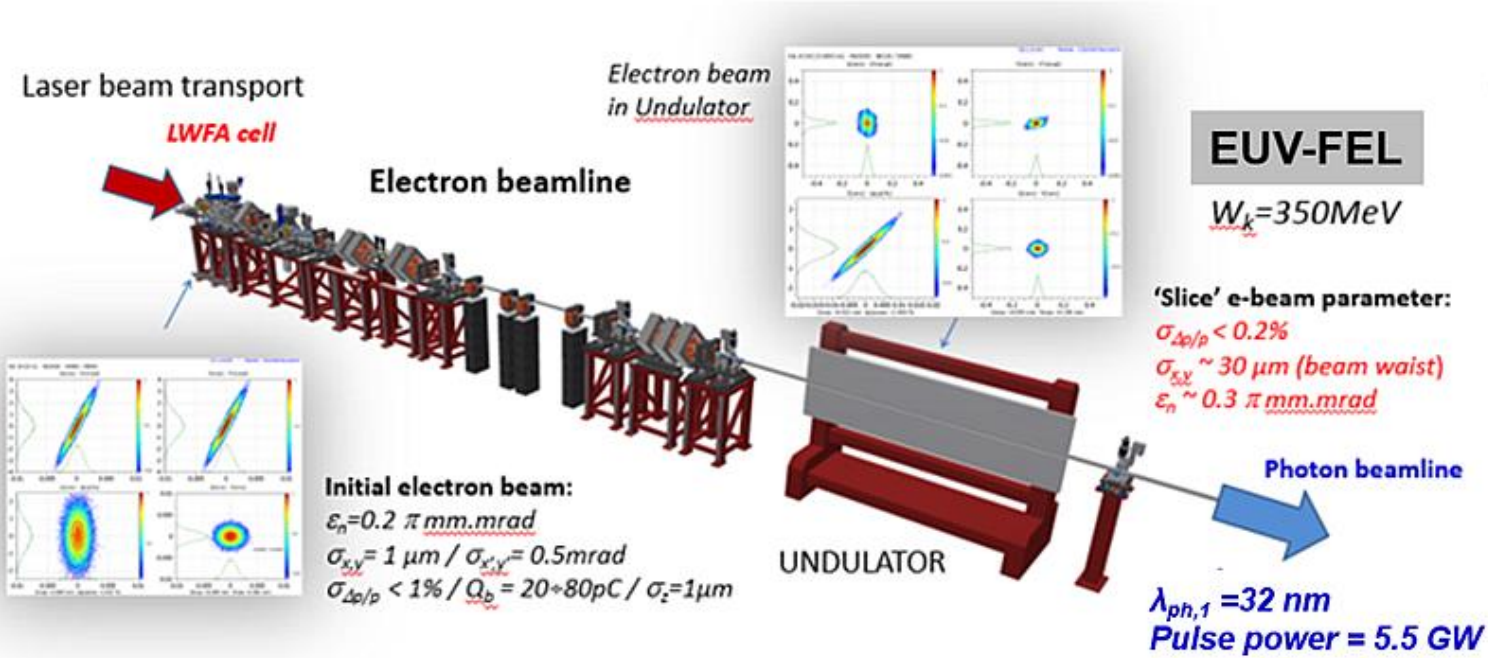 Laser beam transport
LWFA cell
Electron beamline
Electron beam
in Undulator
EUV-FEL
Wk=350MeV
‘Slice’ e-beam parameter:
σΔp/p < 0.2%
σx,y ~ 30 μm (beam waist)
εn ~ 0.3 π mm.mrad
Photon beamline
Initial electron beam:
εn=0.2 π mm.mrad
σx,y= 1 μm / σx',y'= 0.5mrad
σΔp/p < 1% / Qb = 20÷80pC / σz=1μm
UNDULATOR
λph,1 =32 nm
Pulse power = 5.5 GW